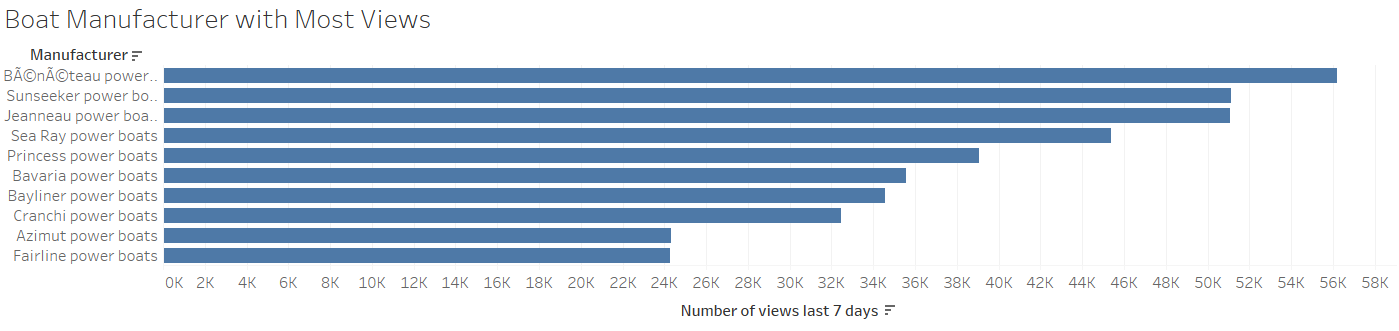 Boat Manufacturer with Most Views
Manufacturer
BÃ©nÃ©teau power..
Sunseeker power bo..
Jeanneau power boa..
Sea Ray power boats
Princess power boats
Bavaria power boats
Bayliner power boats
Cranchi power boats
Azimut power boats
Fairline power boats
0K 2K 4K 6K 8K 10K 12K 14K 16K 18K 20K 22K 24K 26K 28K 30K 32K 34K 36K 38K 40K 42K 44K 46K 48K 50K 52K 54K 56K 58K
Number of views last 7 days